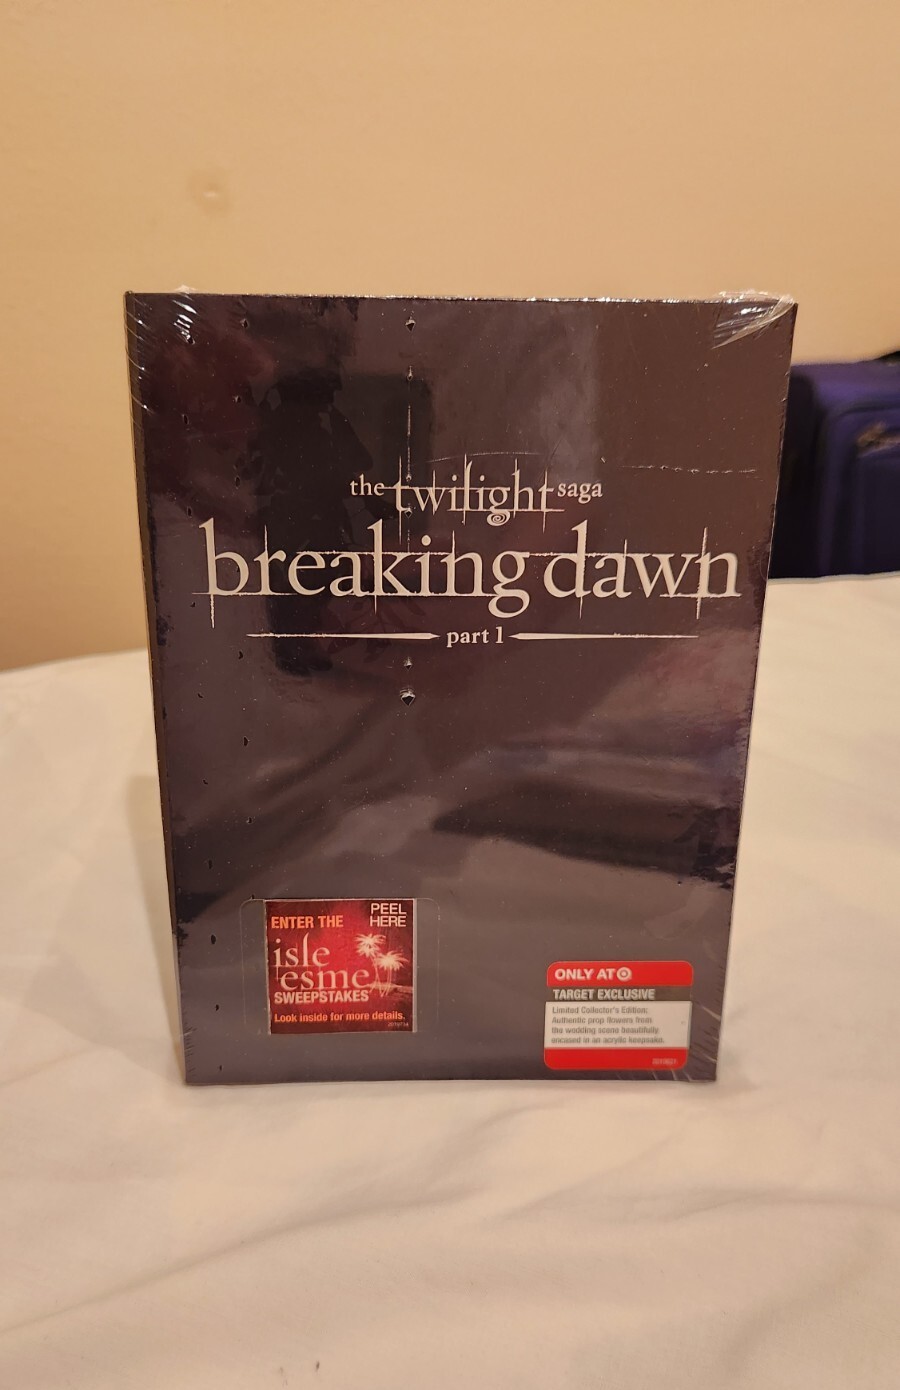 the twilight saga
breaking dawn
part 1
ENTER THE
PEEL
HERE
isle
esme
SWEEPSTAKES
Look inside for more details.
ONLY AT
TARGET EXCLUSIVE
Limited Collector's Edition:
Authentic prop flowers from
the wedding scene beautifully
encased in an acrylic keepsake.